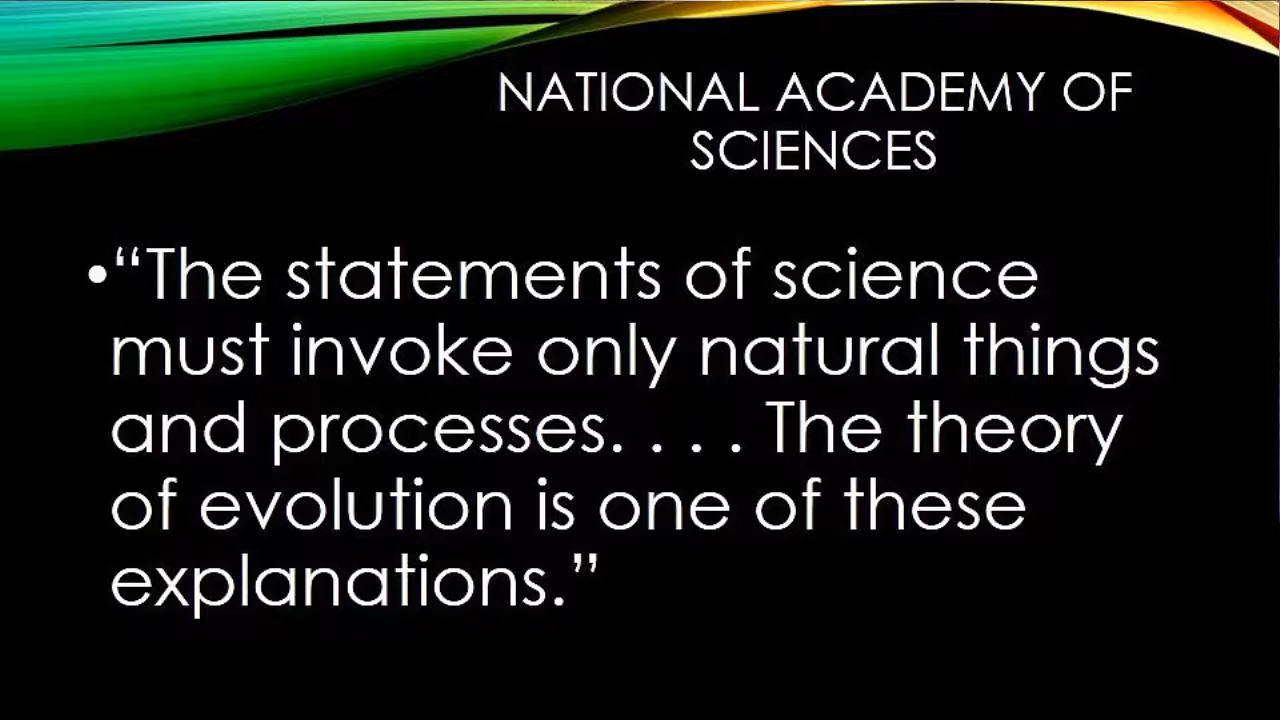 NATIONAL ACADEMY OF
SCIENCES
•“The statements of science
must invoke only natural things
and processes. . . . The theory
of evolution is one of these
explanations.”